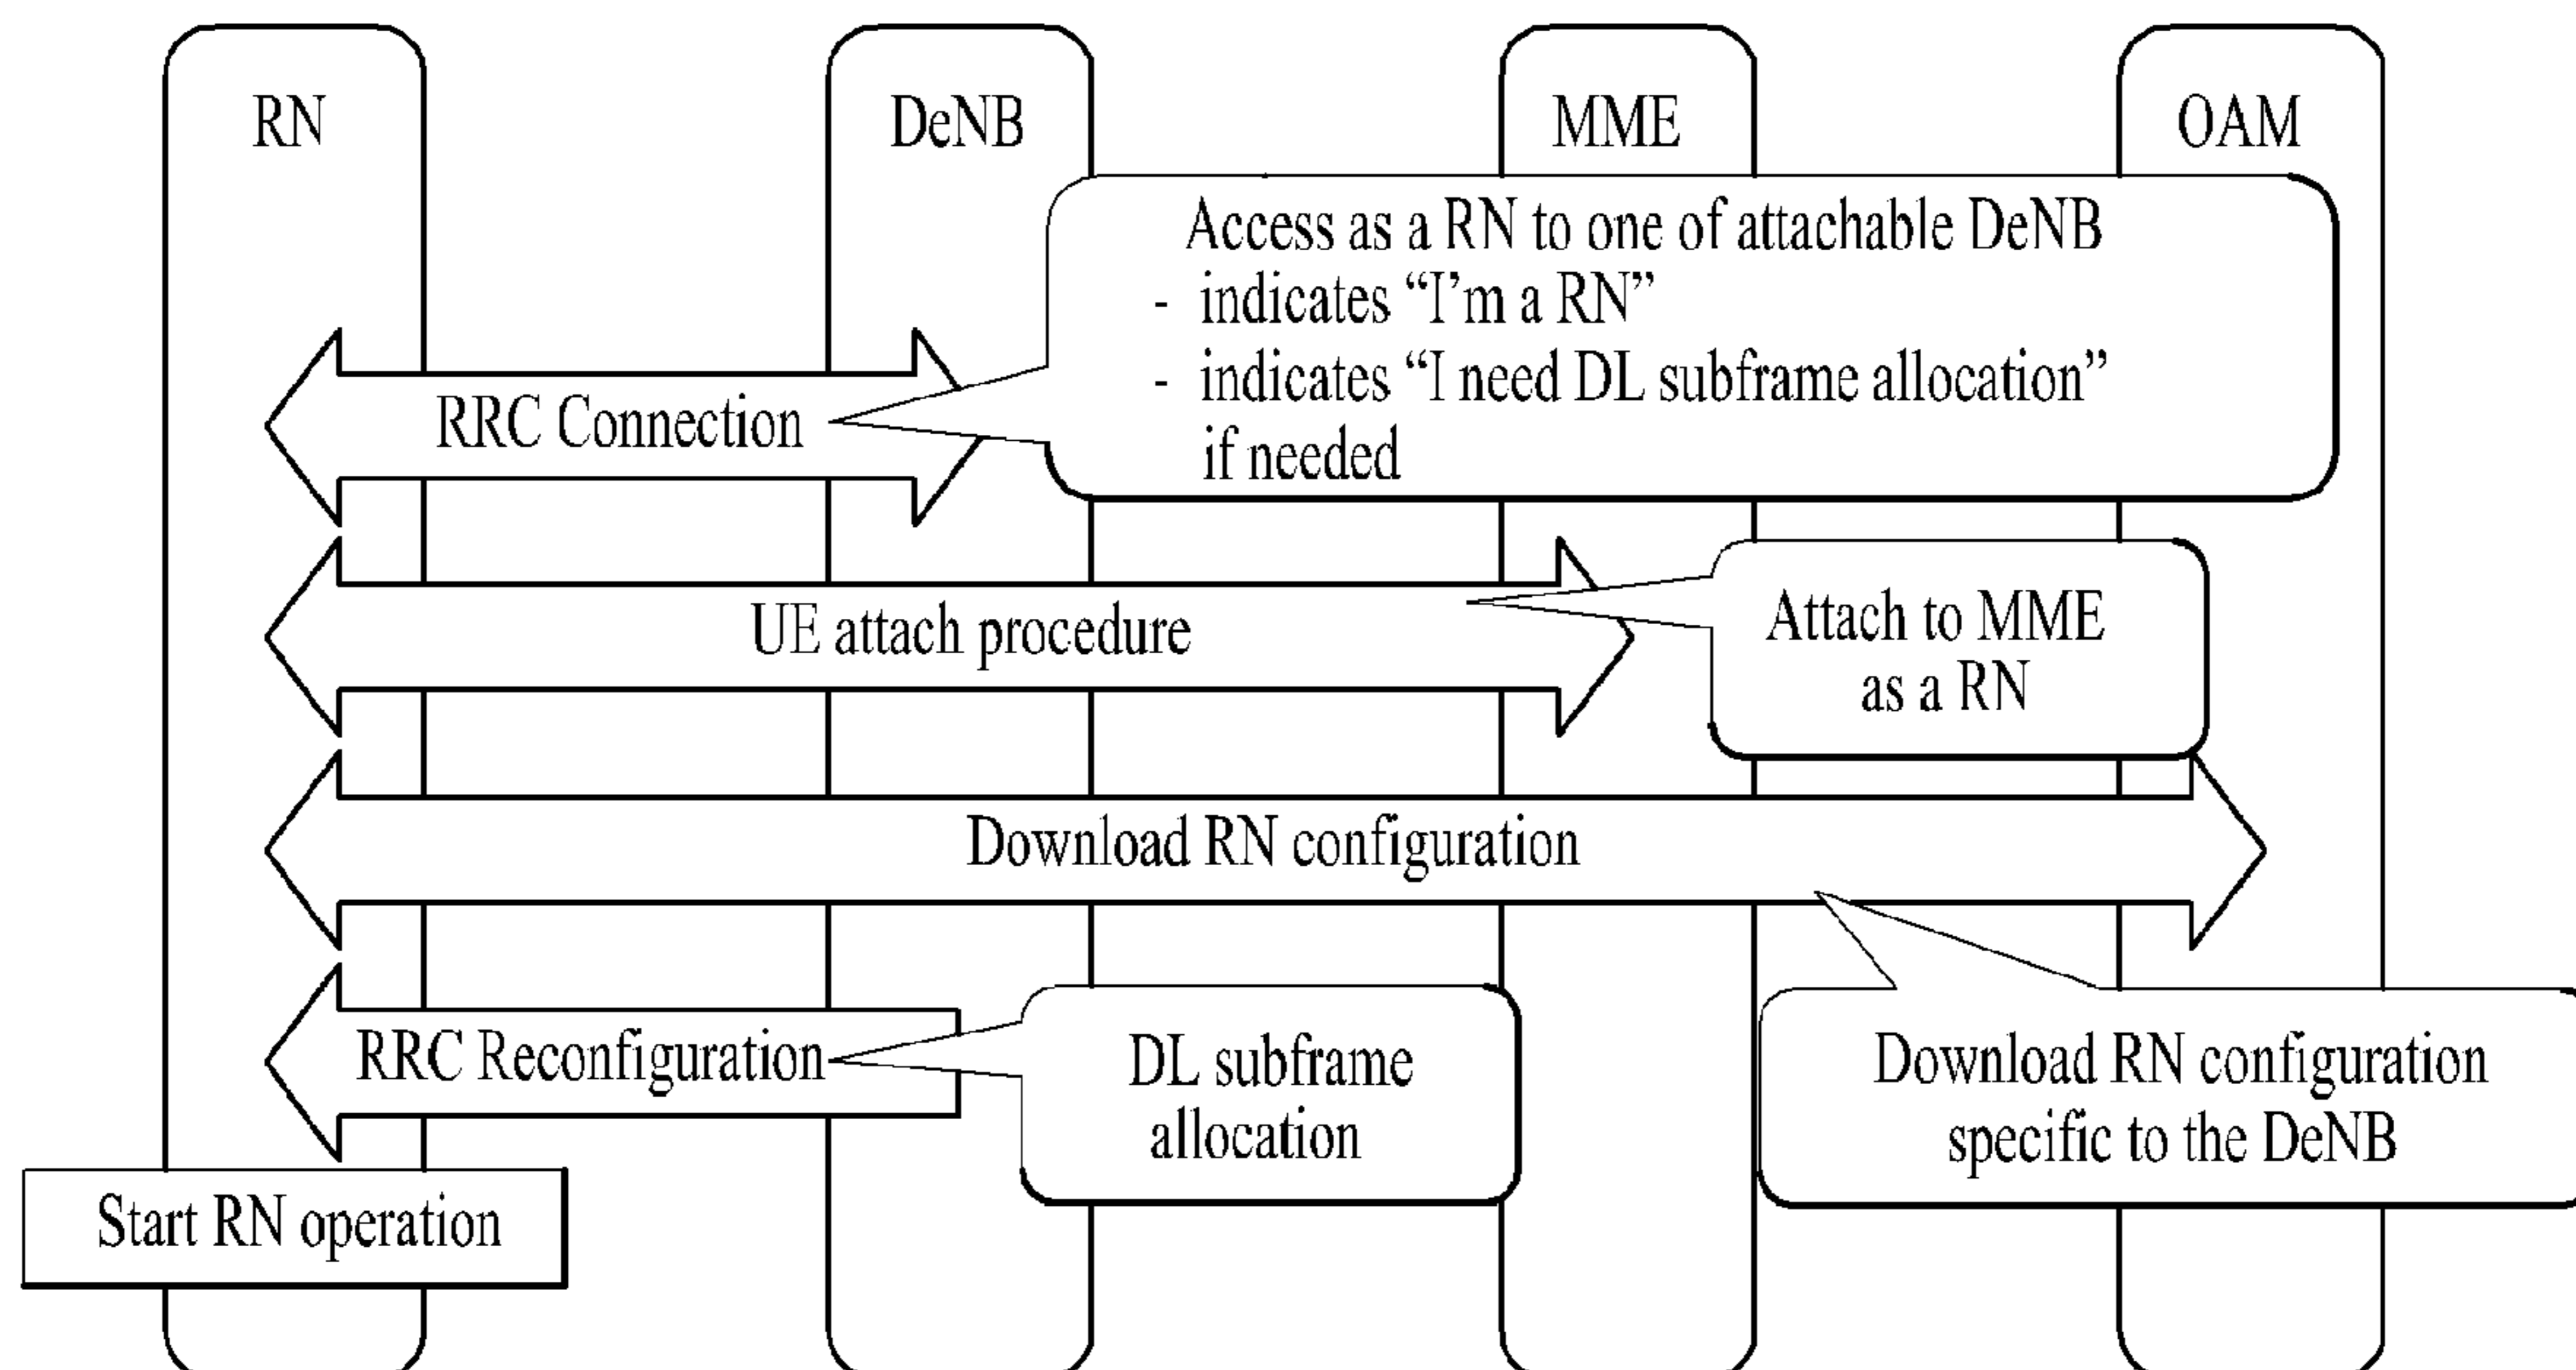 RN
DeNB
MME
OAM
Access as a RN to one of attachable DeNB
- indicates “I’m a RN”
- indicates “I need DL subframe allocation”
if needed
RRC Connection
UE attach procedure
Attach to MME
as a RN
Download RN configuration
RRC Reconfiguration
DL subframe
allocation
Download RN configuration
specific to the DeNB
Start RN operation